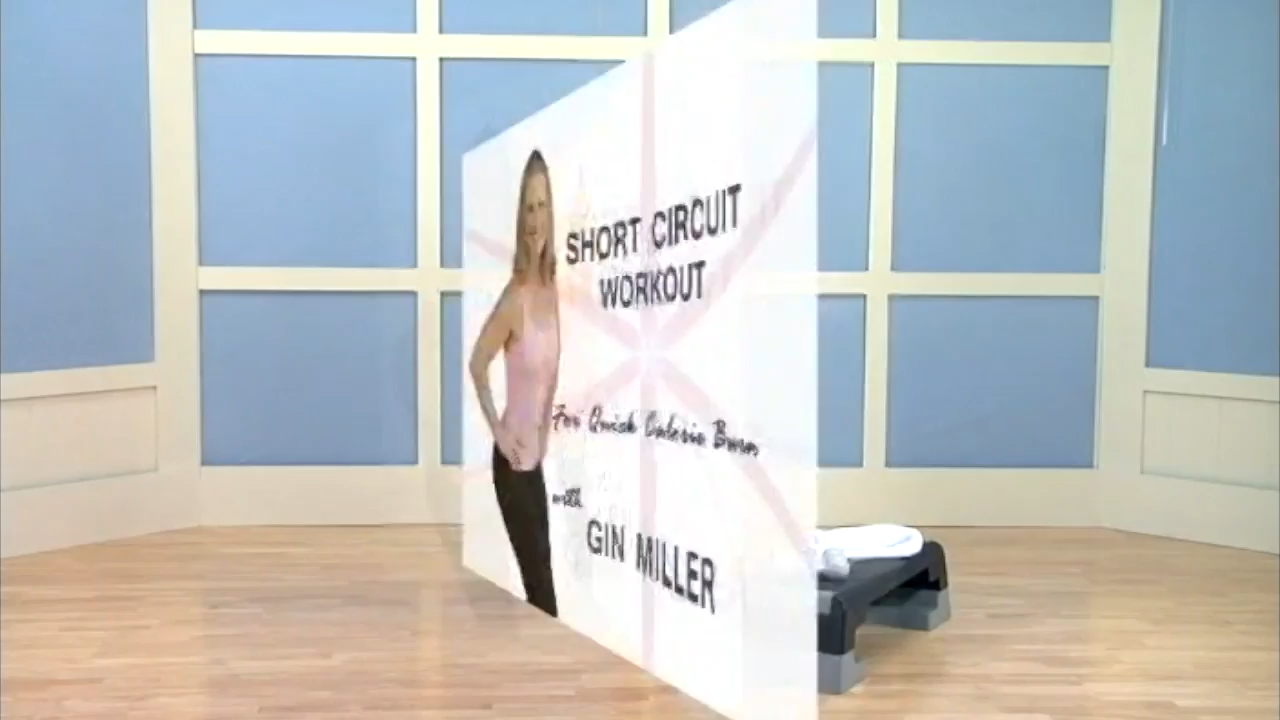 SHORT CIRCUIT
WORKOUT
For Quick Calorie Burn
with
GIN MILLER